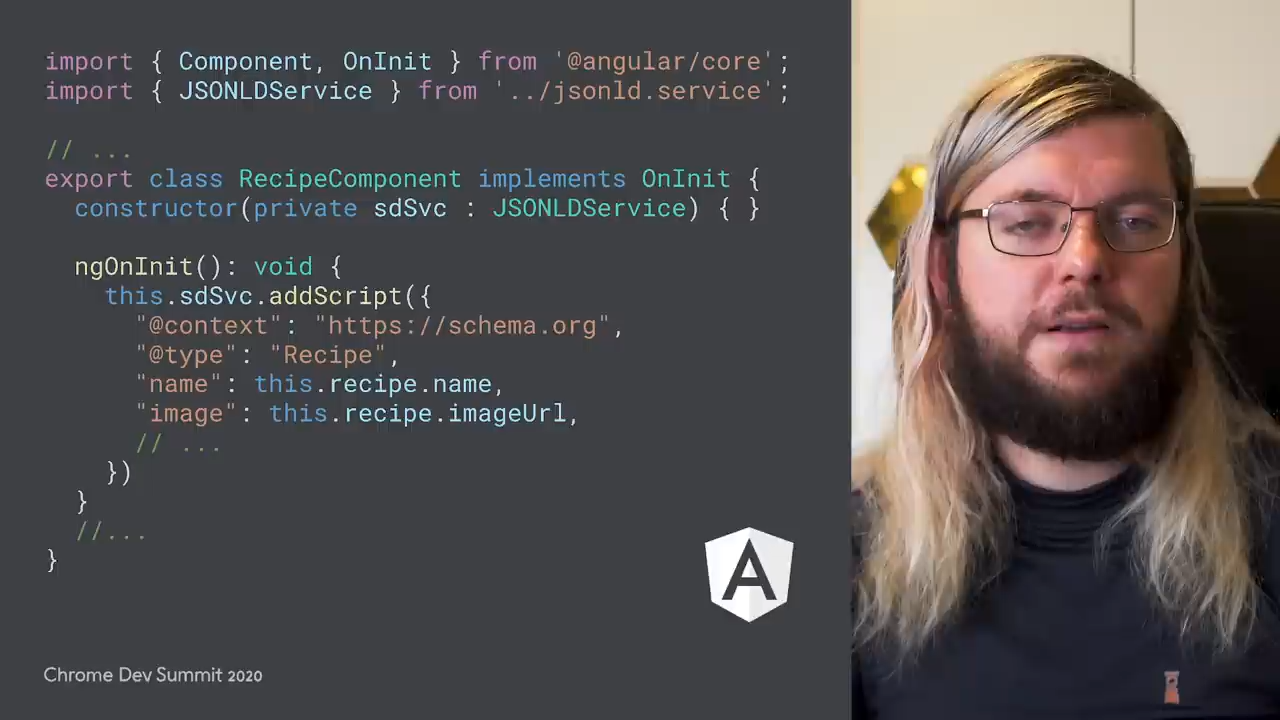 import { Component, OnInit } from '@angular/core';
import { JSONLDService } from '../jsonld.service';
// ...
export class RecipeComponent implements OnInit {
constructor(private sdSvc : JSONLDService) { }
ngOnInit(): void {
this.sdSvc.addScript({
"@context": "https://schema.org",
"@type": "Recipe",
"name": this.recipe.name,
"image": this.recipe.imageUrl,
// ...
})
}
//...
}
A
Chrome Dev Summit 2020